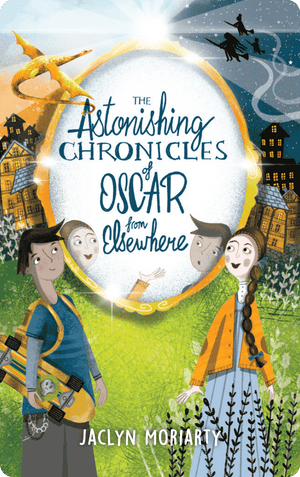 THE
Astonishing
CHRONICLES
of
OSCAR
from
Elsewhere
JACLYN MORIARTY